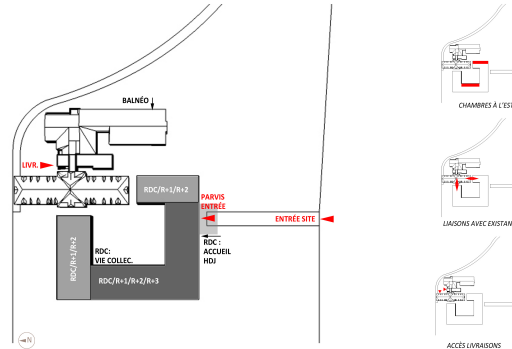 BALNÉO
LIVR.
RDC/R+1/R+2
PARVIS
ENTRÉE
ENTRÉE SITE
RDC :
ACCUEIL
HDJ
RDC:
VIE COLLEC.
RDC/R+1/R+2
RDC/R+1/R+2/R+3
N
CHAMBRES À L'EST
LIAISONS AVEC EXISTAN
ACCÈS LIVRAISONS